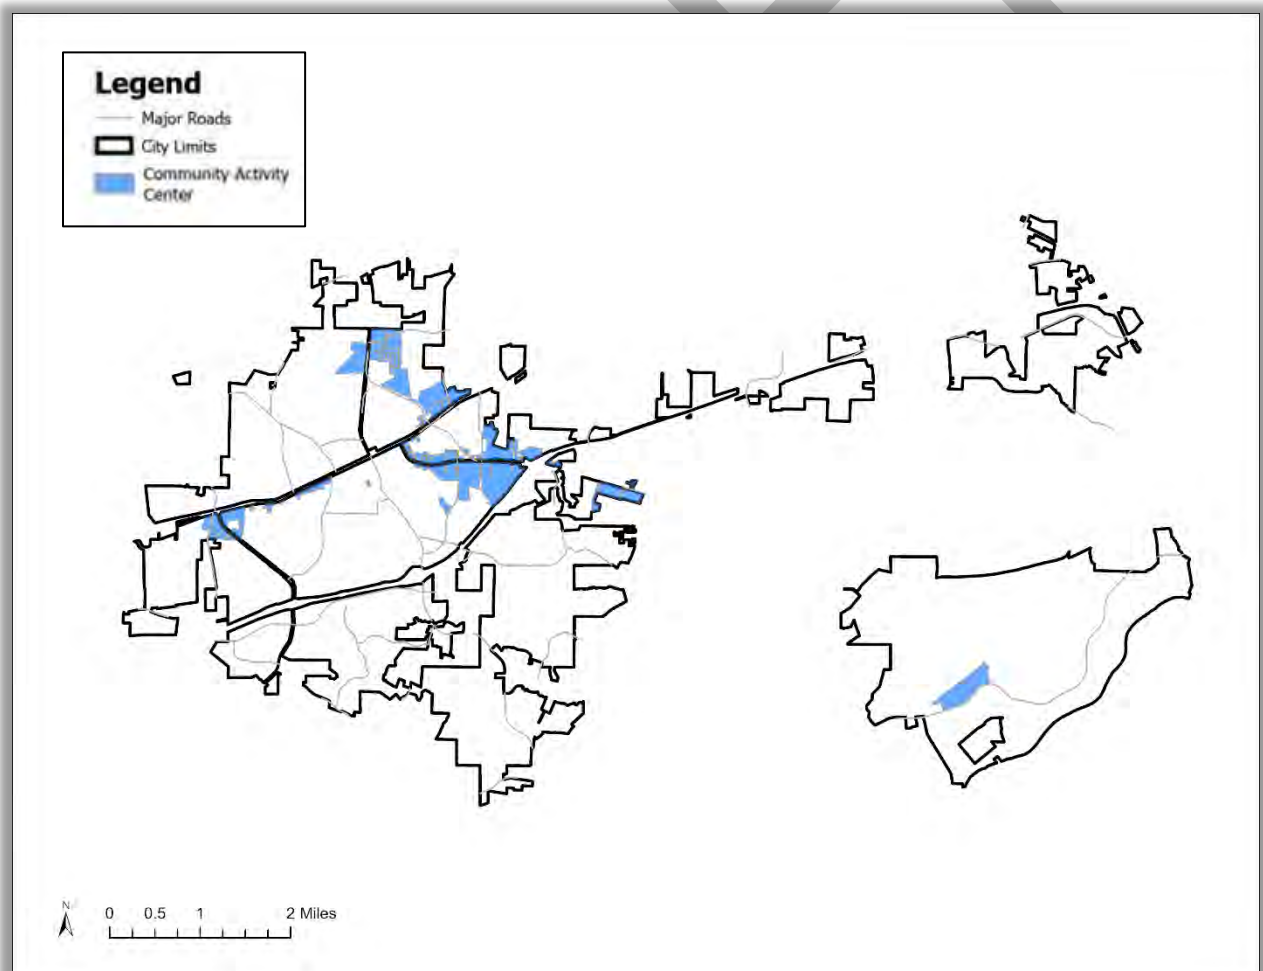 Legend
Major Roads
City Limits
Community Activity
Center
N
0 0.5 1 2 Miles